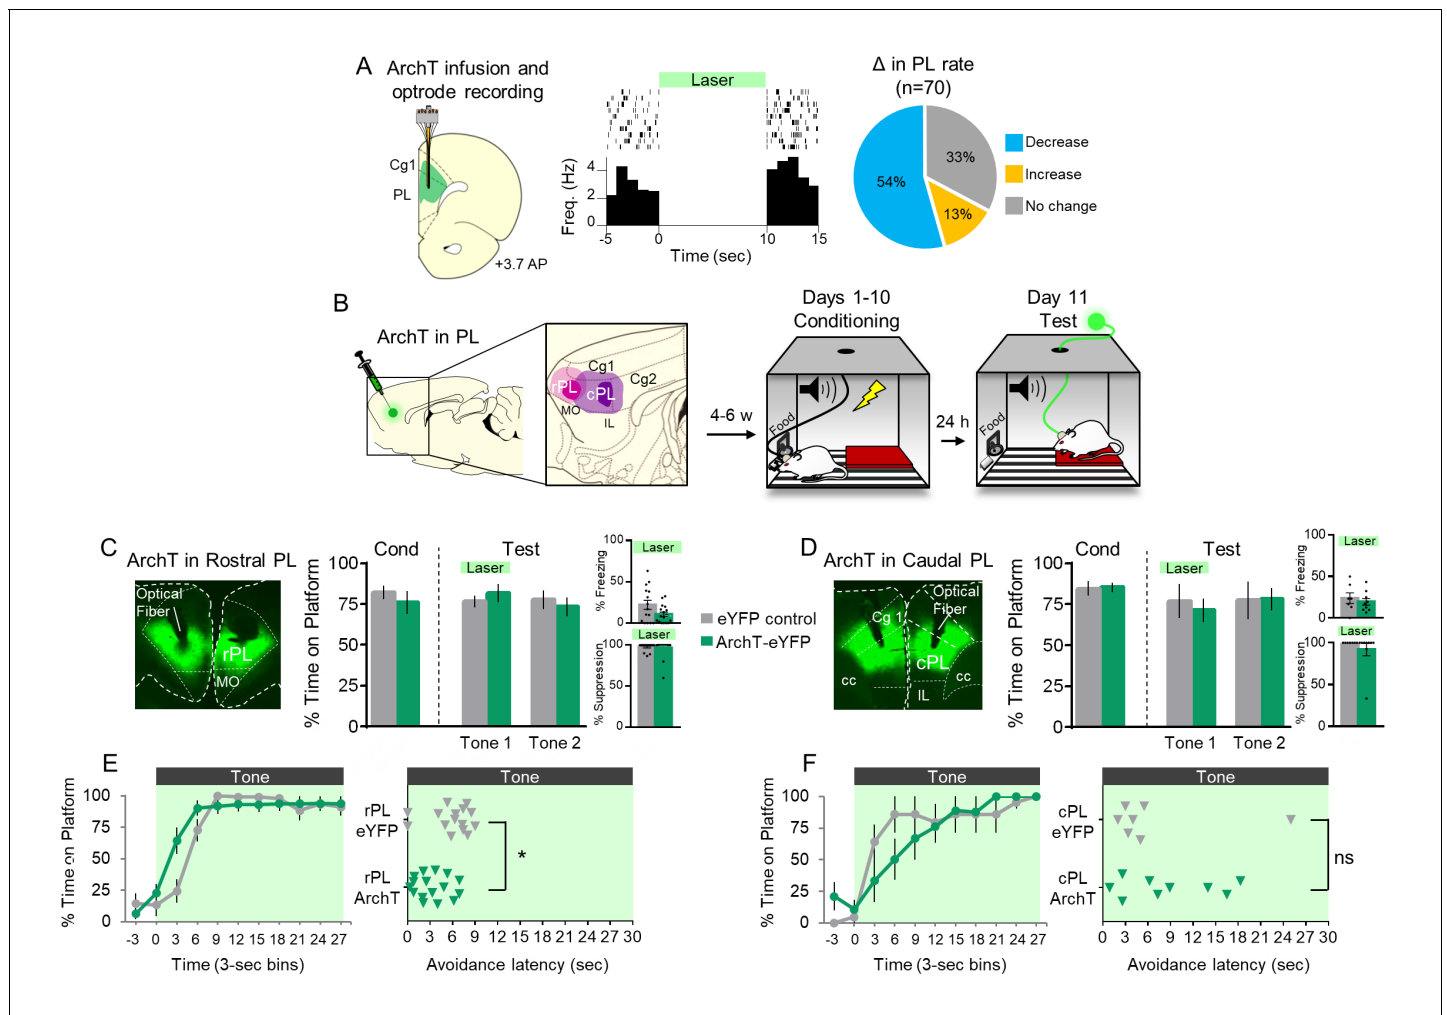 A
ArchT infusion and
optrode recording
Cg1
PL
+3.7 AP
Laser
Freq. (Hz)
4
2
0
-5
0
10
15
Time (sec)
Δ in PL rate
(n=70)
33%
54%
13%
Decrease
Increase
No change
B
ArchT in PL
Cg1
Cg2
rPL
cPL
MO
IL
4-6 w
Days 1-10
Conditioning
Food
24 h
Day 11
Test
Food
C
ArchT in Rostral PL
Optical
Fiber
rPL
MO
% Time on Platform
100
75
50
25
0
Cond
Test
Laser
Tone 1
Tone 2
% Freezing
100
50
0
Laser
% Suppression
100
50
0
Laser
eYFP control
ArchT-eYFP
D
ArchT in Caudal PL
Optical
Fiber
Cg 1
cPL
cc
cc
IL
% Time on Platform
100
75
50
25
0
Cond
Test
Laser
Tone 1
Tone 2
% Freezing
100
50
0
Laser
% Suppression
100
50
0
Laser
E
Tone
% Time on Platform
100
75
50
25
0
-3 0 3 6 9 12 15 18 21 24 27
Time (3-sec bins)
Tone
rPL
eYFP
rPL
ArchT
*
0 3 6 9 12 15 18 21 24 27 30
Avoidance latency (sec)
F
Tone
% Time on Platform
100
75
50
25
0
-3 0 3 6 9 12 15 18 21 24 27
Time (3-sec bins)
Tone
cPL
eYFP
cPL
ArchT
ns
0 3 6 9 12 15 18 21 24 27 30
Avoidance latency (sec)